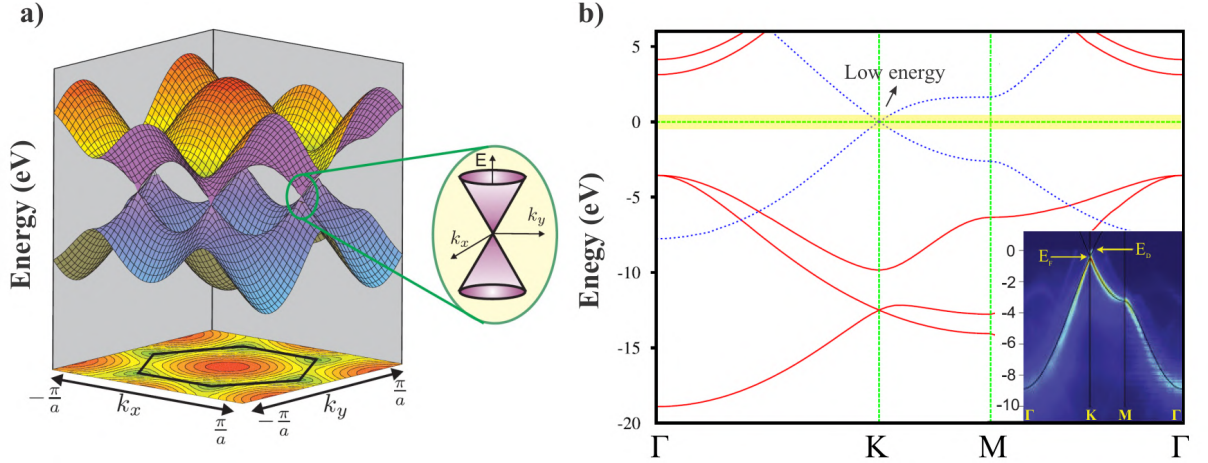 a)
Energy (eV)
E
k_y
k_x
-π/a
k_x
π/a
-π/a
k_y
π/a
b)
Enegy (eV)
5
0
-5
-10
-15
-20
Low energy
Γ
K
M
Γ
0
-2
-4
-6
-8
-10
E_F
E_D
Γ
K
M
Γ